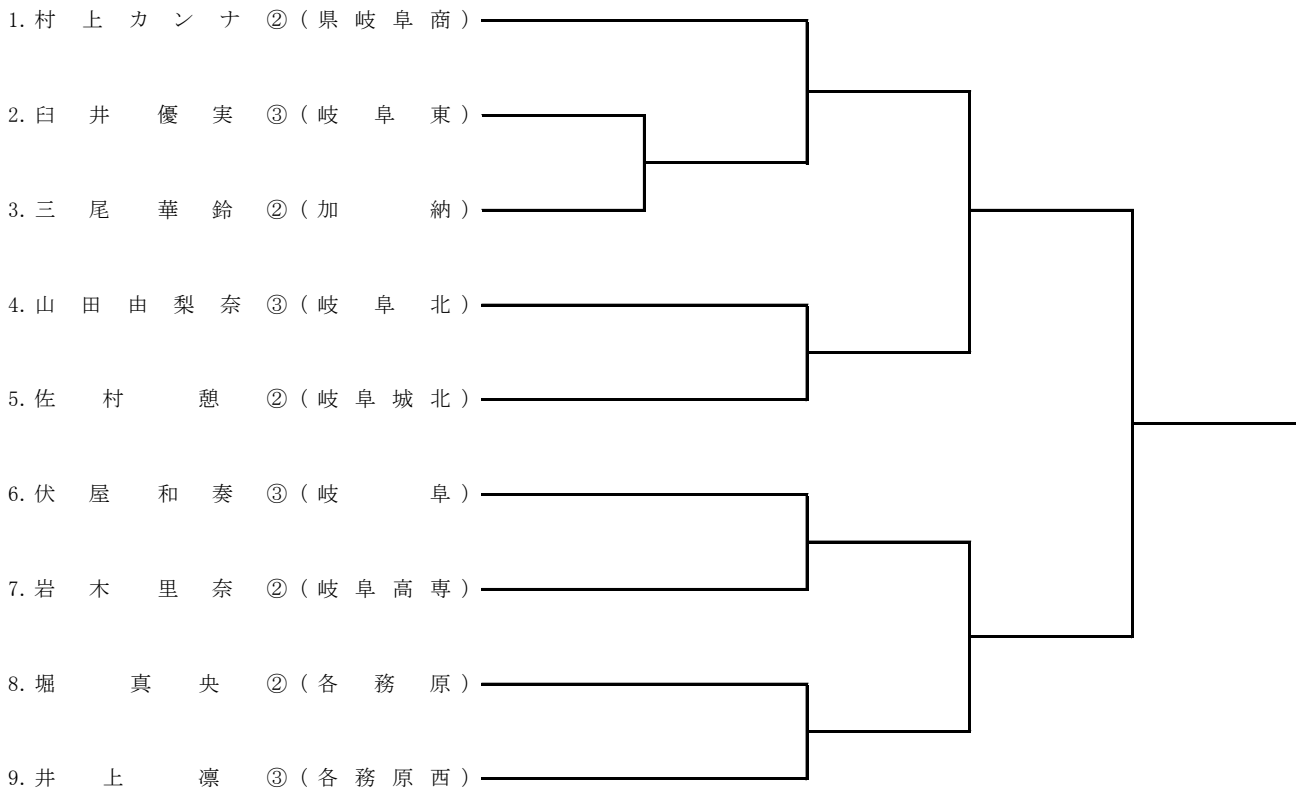 1. 村上カンナ ② (県岐阜商)
2. 臼井優実 ③ (岐阜東)
3. 三尾華鈴 ② (加納)
4. 山田由梨奈 ③ (岐阜北)
5. 佐村憩 ② (岐阜城北)
6. 伏屋和奏 ③ (岐阜)
7. 岩木里奈 ② (岐阜高専)
8. 堀真央 ② (各務原)
9. 井上凛 ③ (各務原西)